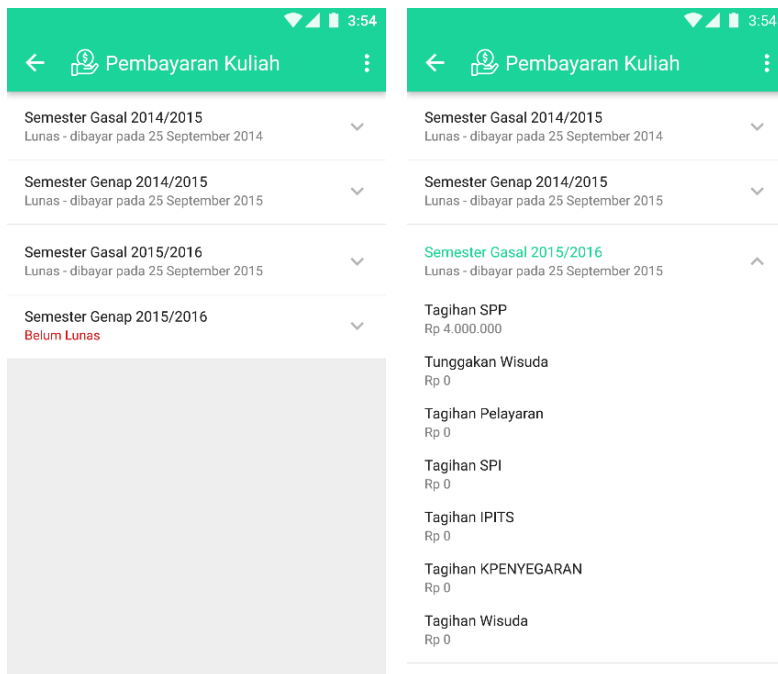 3:54
Pembayaran Kuliah
Semester Gasal 2014/2015
Lunas - dibayar pada 25 September 2014
Semester Genap 2014/2015
Lunas - dibayar pada 25 September 2015
Semester Gasal 2015/2016
Lunas - dibayar pada 25 September 2015
Semester Genap 2015/2016
Belum Lunas
3:54
Pembayaran Kuliah
Semester Gasal 2014/2015
Lunas - dibayar pada 25 September 2014
Semester Genap 2014/2015
Lunas - dibayar pada 25 September 2015
Semester Gasal 2015/2016
Lunas - dibayar pada 25 September 2015
Tagihan SPP
Rp 4.000.000
Tunggakan Wisuda
Rp 0
Tagihan Pelayaran
Rp 0
Tagihan SPI
Rp 0
Tagihan IPITS
Rp 0
Tagihan KPENYEGARAN
Rp 0
Tagihan Wisuda
Rp 0